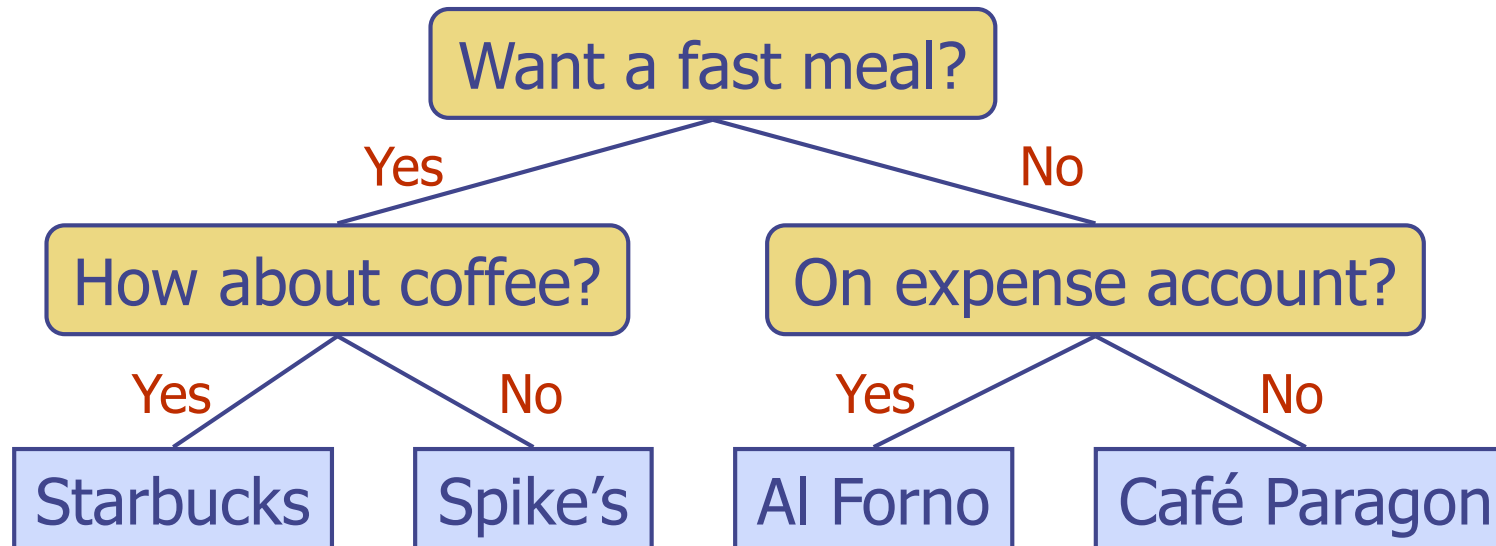 Want a fast meal?
Yes
No
How about coffee?
On expense account?
Yes
No
Yes
No
Starbucks
Spike’s
Al Forno
Café Paragon